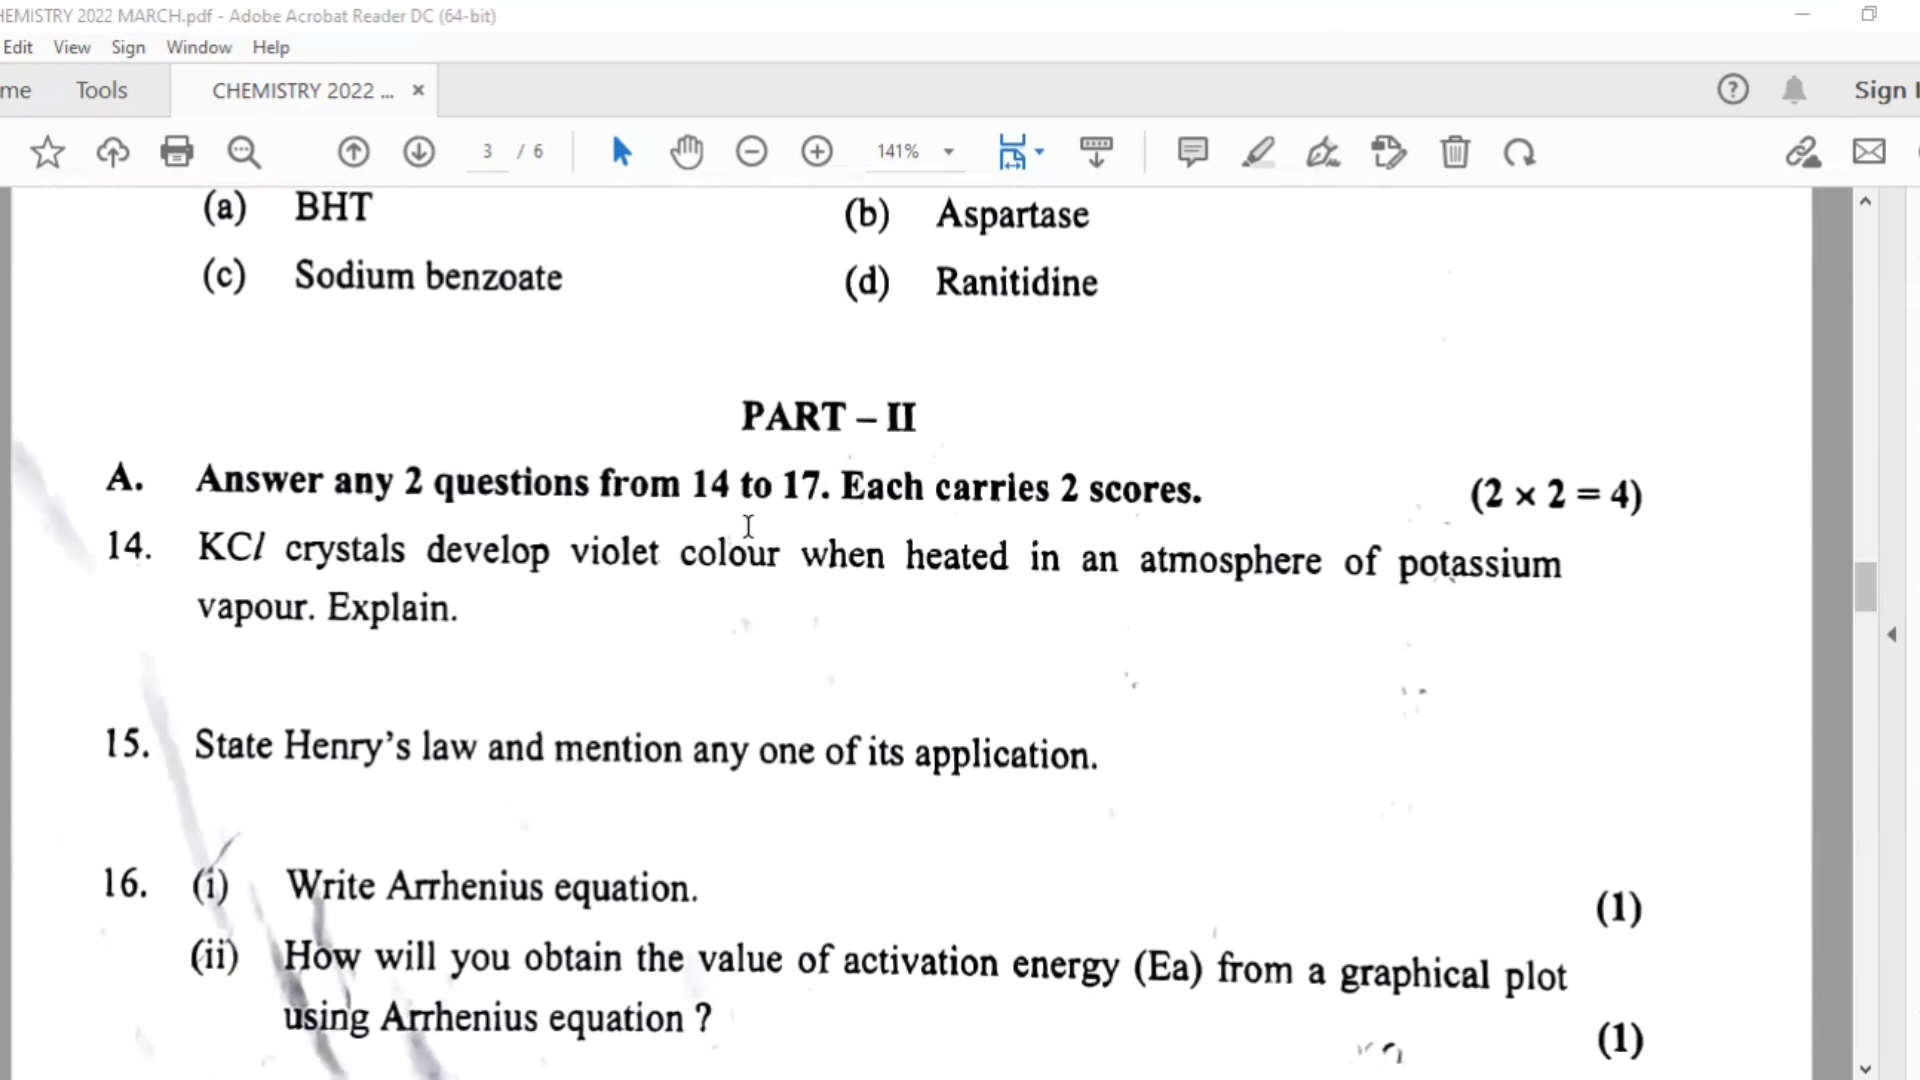 HEMISTRY 2022 MARCH.pdf - Adobe Acrobat Reader DC (64-bit)
Edit View Sign Window Help
me Tools CHEMISTRY 2022 ... × ? Sign I
3 / 6 141%
(a) BHT (b) Aspartase
(c) Sodium benzoate (d) Ranitidine
PART – II
A. Answer any 2 questions from 14 to 17. Each carries 2 scores. (2 × 2 = 4)
14. KCl crystals develop violet colour when heated in an atmosphere of potassium
vapour. Explain.
15. State Henry's law and mention any one of its application.
16. (i) Write Arrhenius equation. (1)
(ii) How will you obtain the value of activation energy (Ea) from a graphical plot
using Arrhenius equation ? (1)